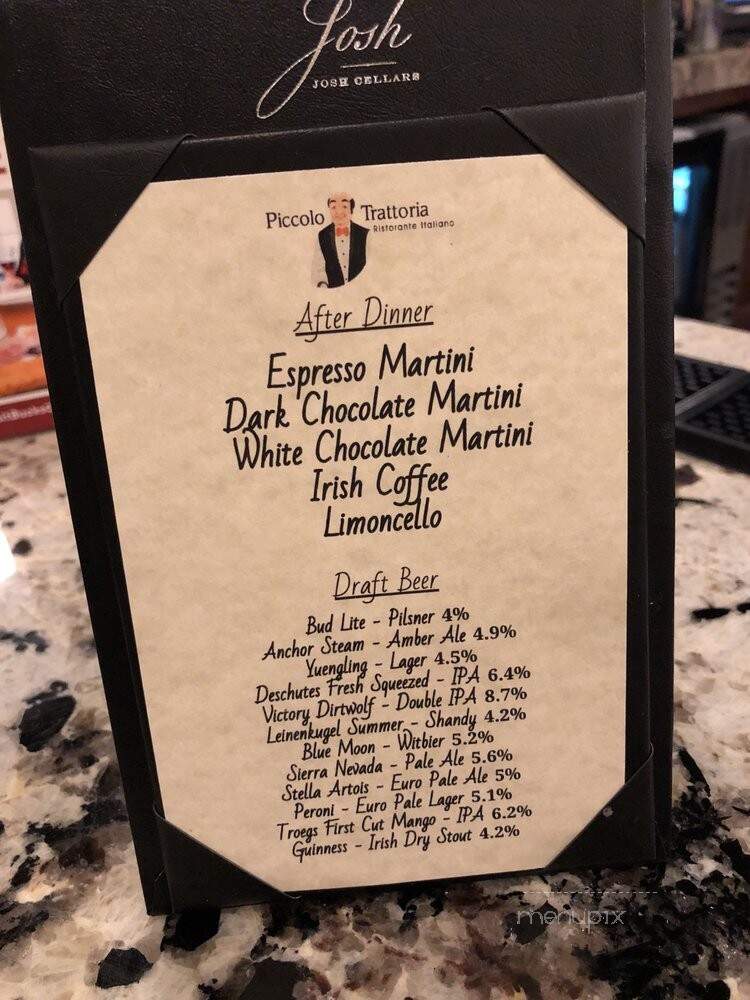 Josh
JOSH CELLARS
Piccolo Trattoria
Ristorante Italiano
After Dinner
Espresso Martini
Dark Chocolate Martini
White Chocolate Martini
Irish Coffee
Limoncello
Draft Beer
Bud Lite - Pilsner 4%
Anchor Steam - Amber Ale 4.9%
Yuengling - Lager 4.5%
Deschutes Fresh Squeezed - IPA 6.4%
Victory Dirtwolf - Double IPA 8.7%
Leinenkugel Summer - Shandy 4.2%
Blue Moon - Witbier 5.2%
Sierra Nevada - Pale Ale 5.6%
Stella Artois - Euro Pale Ale 5%
Peroni - Euro Pale Lager 5.1%
Troegs First Cut Mango - IPA 6.2%
Guinness - Irish Dry Stout 4.2%
menupix